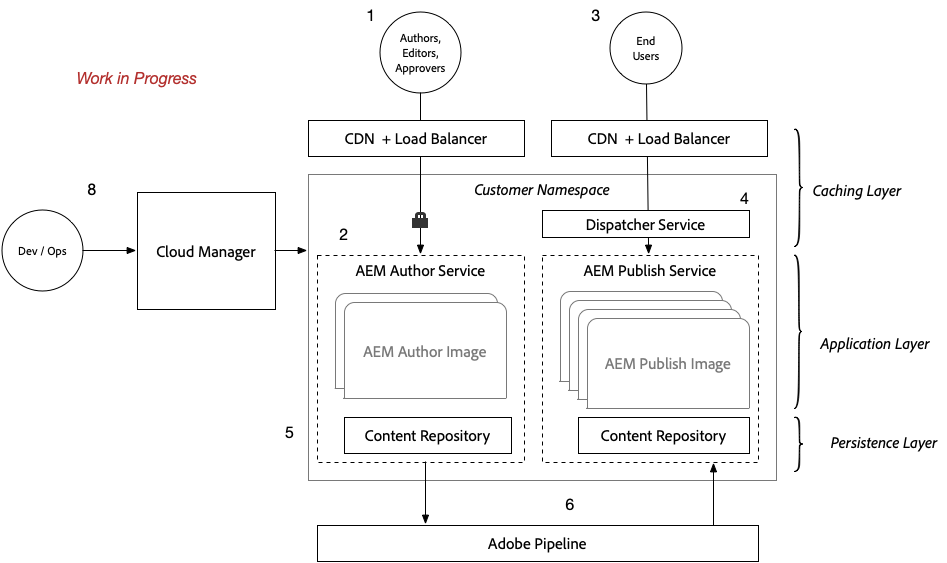 1
3
Authors,
Editors,
Approvers
End
Users
Work in Progress
CDN + Load Balancer
CDN + Load Balancer
8
Customer Namespace
Caching Layer
4
Dispatcher Service
2
Dev / Ops
Cloud Manager
AEM Author Service
AEM Publish Service
AEM Author Image
AEM Publish Image
Application Layer
5
Content Repository
Content Repository
Persistence Layer
6
Adobe Pipeline